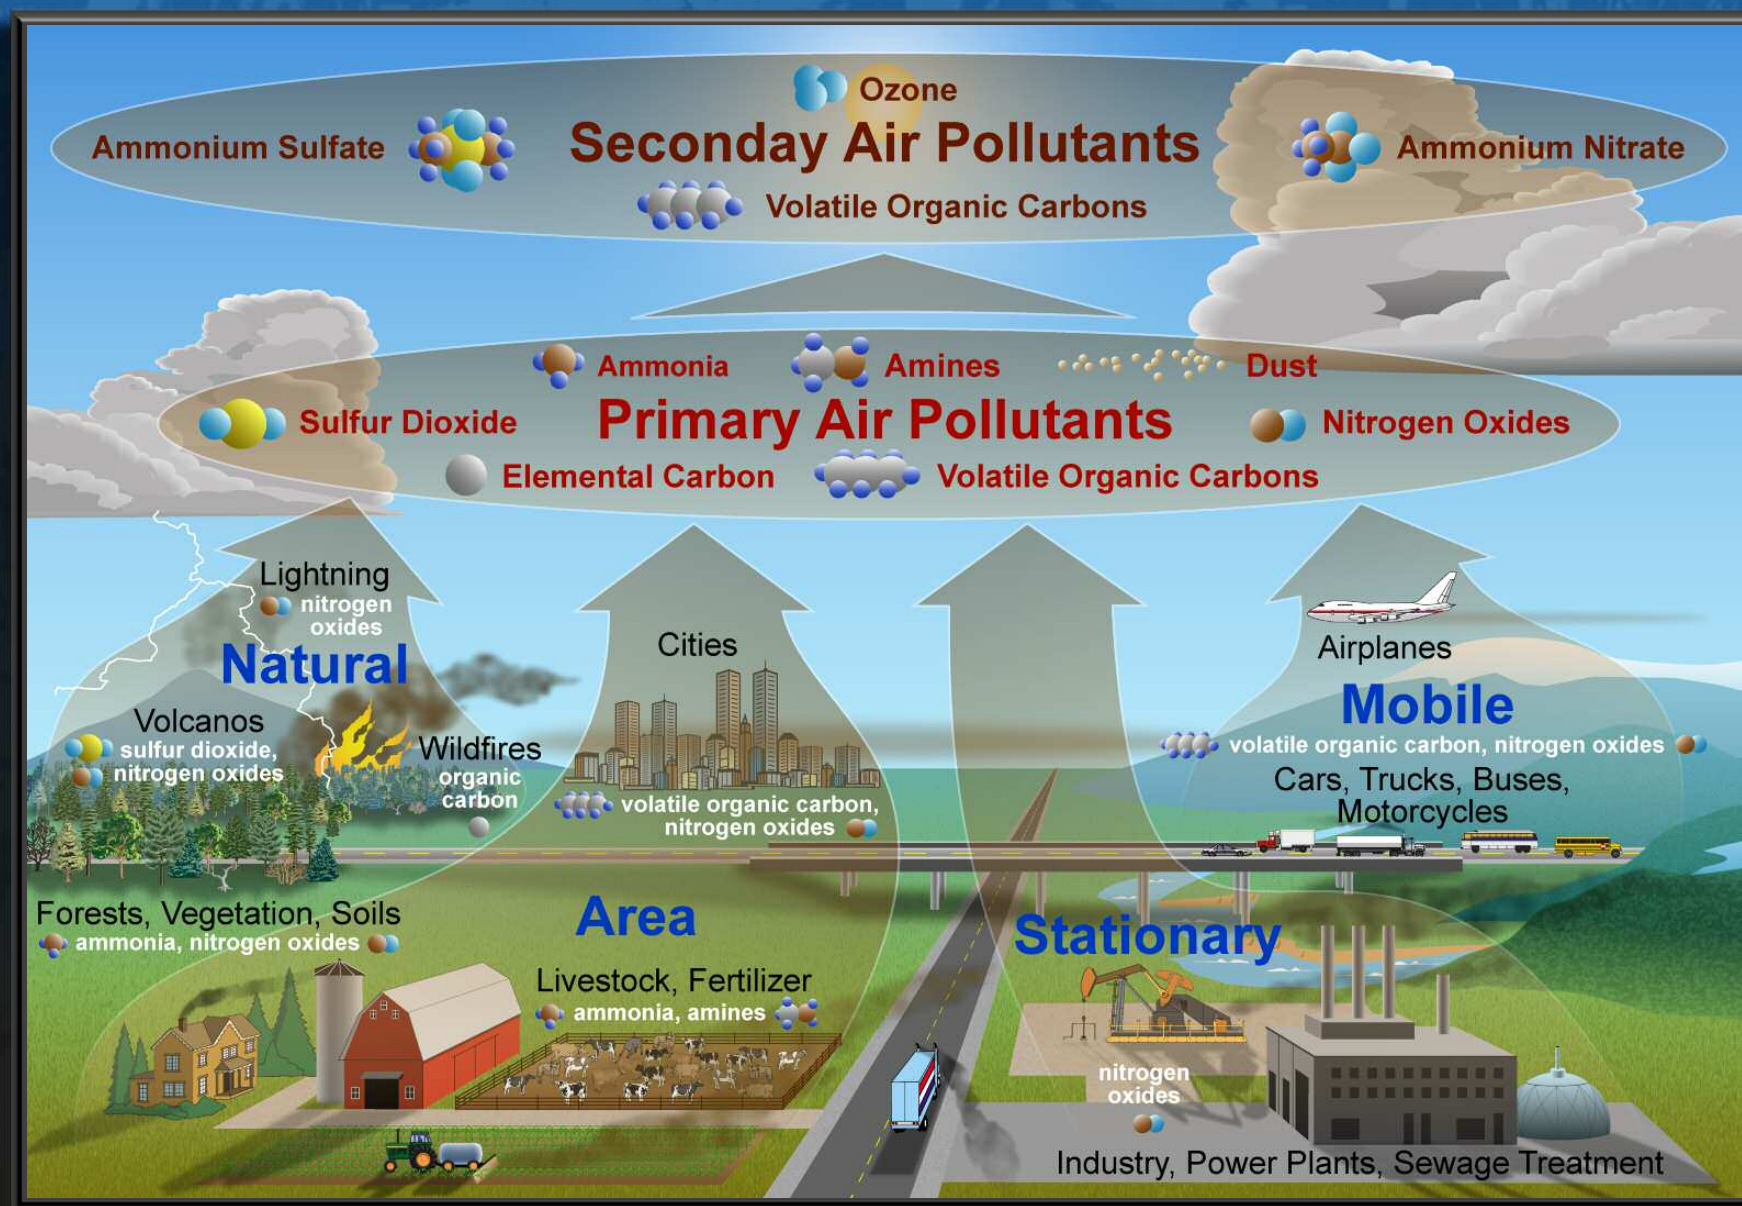 Ozone
Ammonium Sulfate
Seconday Air Pollutants
Ammonium Nitrate
Volatile Organic Carbons
Ammonia
Amines
Dust
Sulfur Dioxide
Primary Air Pollutants
Nitrogen Oxides
Elemental Carbon
Volatile Organic Carbons
Lightning
nitrogen
oxides
Natural
Volcanos
sulfur dioxide,
nitrogen oxides
Wildfires
organic
carbon
Forests, Vegetation, Soils
ammonia, nitrogen oxides
Cities
volatile organic carbon,
nitrogen oxides
Area
Livestock, Fertilizer
ammonia, amines
Airplanes
Mobile
volatile organic carbon, nitrogen oxides
Cars, Trucks, Buses,
Motorcycles
Stationary
nitrogen
oxides
Industry, Power Plants, Sewage Treatment